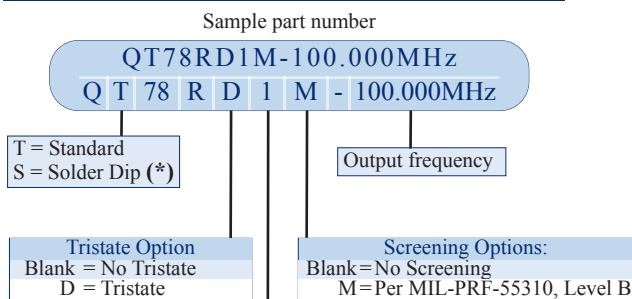 Sample part number
QT78RD1M-100.000MHz
Q T 78 R D 1 M - 100.000MHz
T = Standard
S = Solder Dip (*)
Output frequency
Tristate Option
Blank = No Tristate
D = Tristate
Screening Options:
Blank = No Screening
M = Per MIL-PRF-55310, Level B